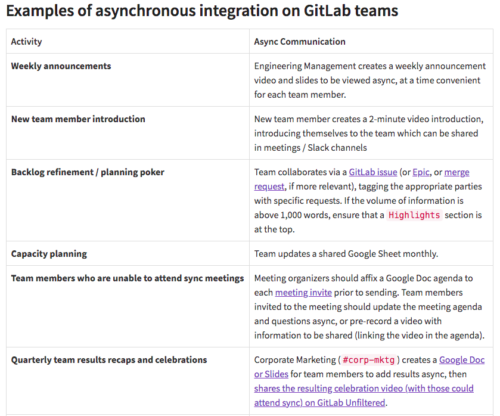 Examples of asynchronous integration on GitLab teams
Activity
Async Communication
Weekly announcements
Engineering Management creates a weekly announcement
video and slides to be viewed async, at a time convenient
for each team member.
New team member introduction
New team member creates a 2-minute video introduction,
introducing themselves to the team which can be shared
in meetings / Slack channels
Backlog refinement / planning poker
Team collaborates via a GitLab issue (or Epic, or merge
request, if more relevant), tagging the appropriate parties
with specific requests. If the volume of information is
above 1,000 words, ensure that a Highlights section is
at the top.
Capacity planning
Team updates a shared Google Sheet monthly.
Team members who are unable to attend sync meetings
Meeting organizers should affix a Google Doc agenda to
each meeting invite prior to sending. Team members
invited to the meeting should update the meeting agenda
and questions async, or pre-record a video with
information to be shared (linking the video in the agenda).
Quarterly team results recaps and celebrations
Corporate Marketing ( #corp-mktg ) creates a Google Doc
or Slides for team members to add results async, then
shares the resulting celebration video (with those could
attend sync) on GitLab Unfiltered.